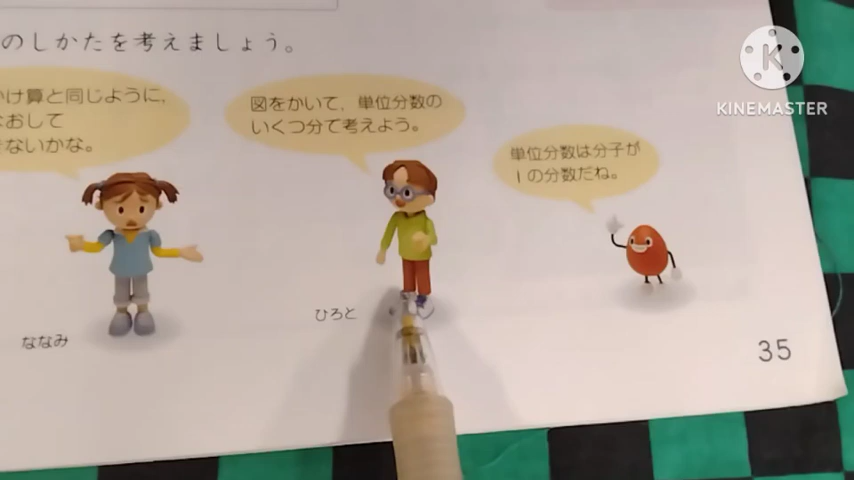 のしかたを考えましょう。
け算と同じように,
なおして
ないかな。
図をかいて, 単位分数の
いくつ分で考えよう。
単位分数は分子が
1の分数だね。
ななみ
ひろと
35
K
KINEMASTER